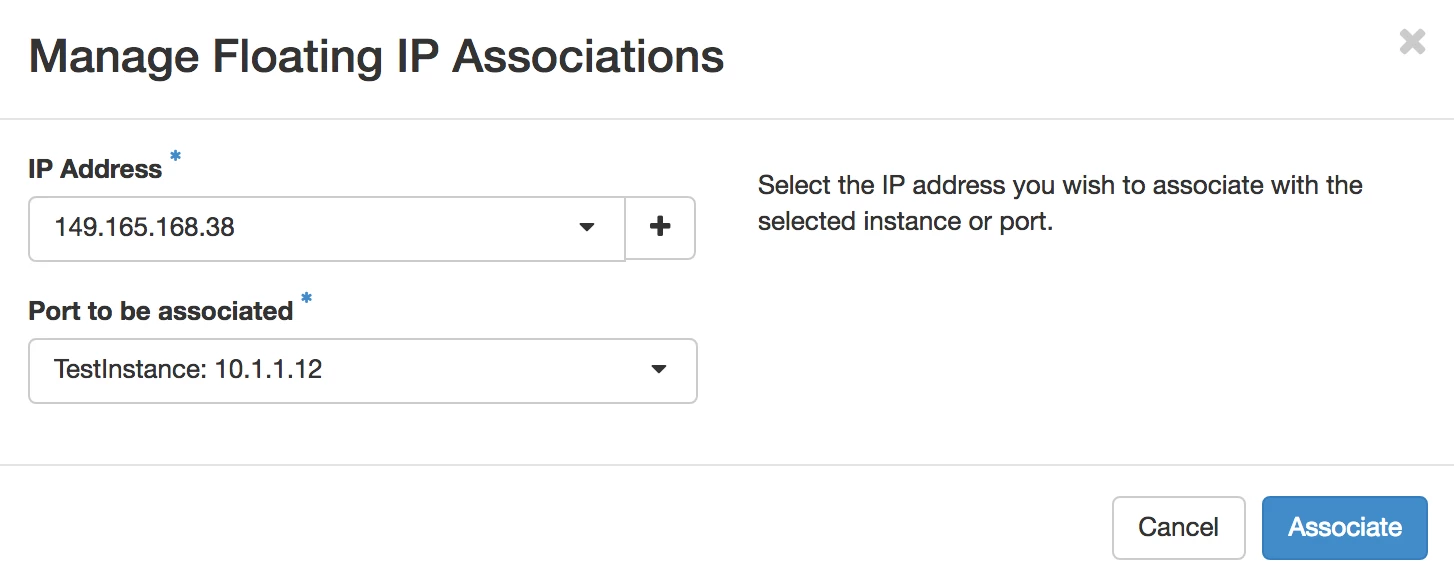 Manage Floating IP Associations
IP Address *
149.165.168.38
Port to be associated *
TestInstance: 10.1.1.12
Select the IP address you wish to associate with the
selected instance or port.
Cancel
Associate